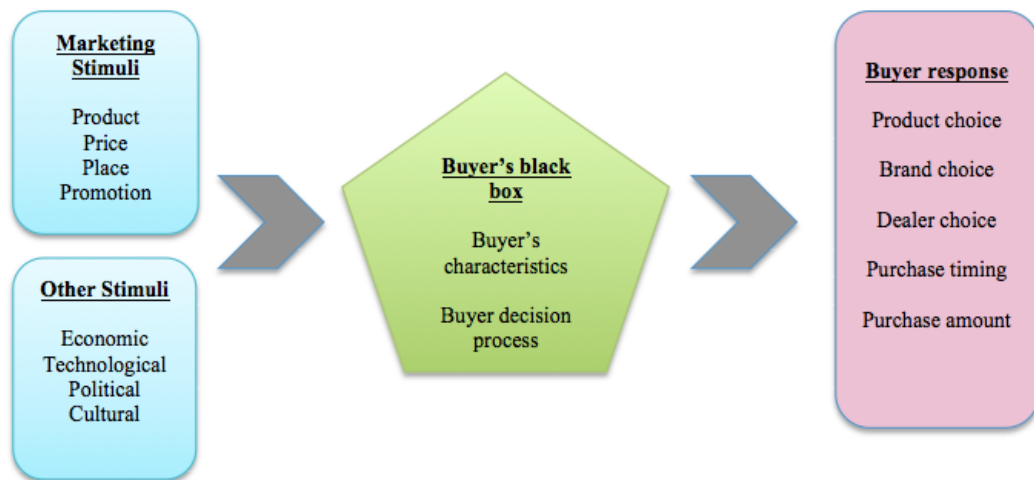 Marketing
Stimuli
Product
Price
Place
Promotion
Other Stimuli
Economic
Technological
Political
Cultural
Buyer’s black
box
Buyer’s
characteristics
Buyer decision
process
Buyer response
Product choice
Brand choice
Dealer choice
Purchase timing
Purchase amount